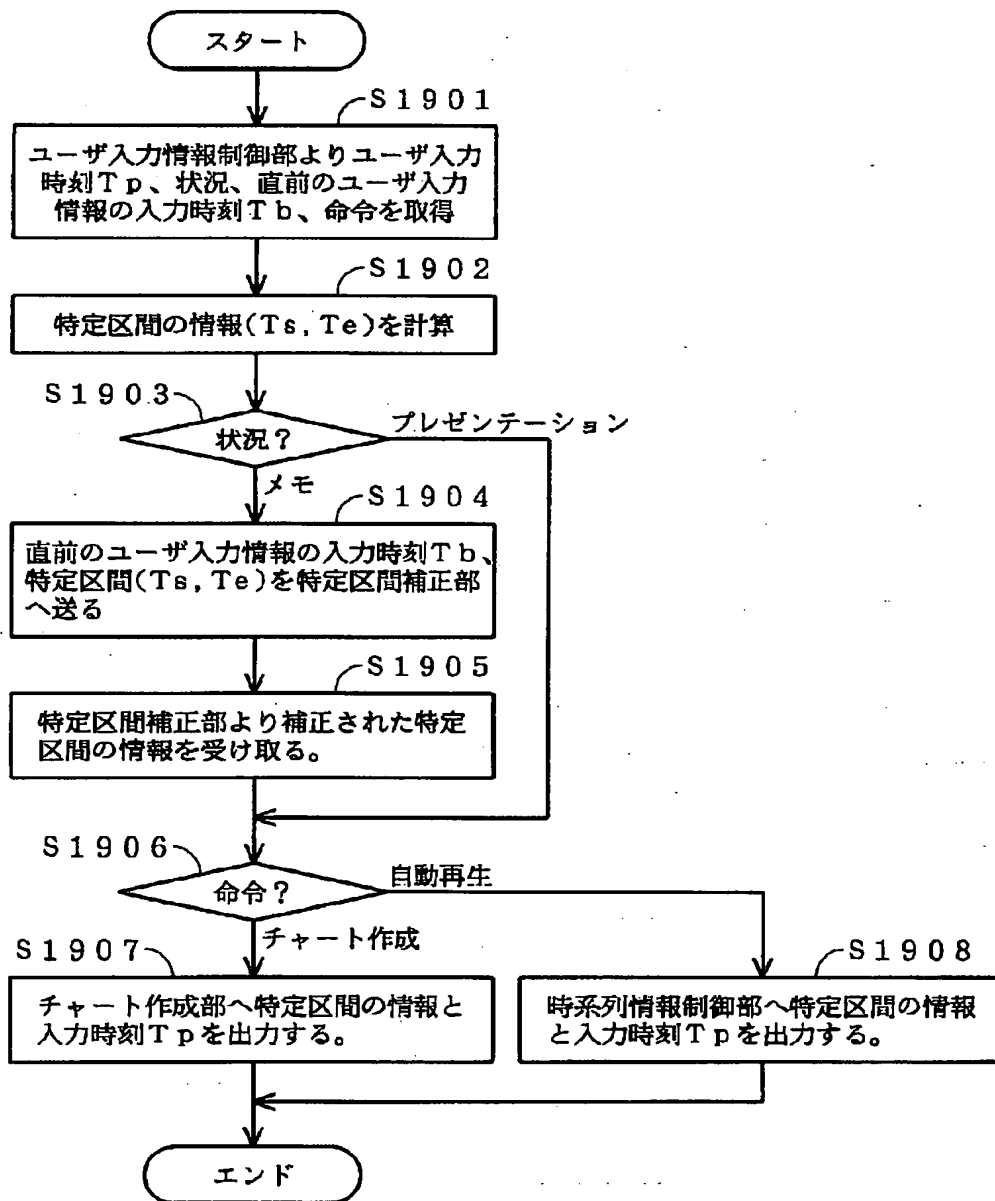 スタート
S1901
ユーザ入力情報制御部よりユーザ入力
時刻Tp、状況、直前のユーザ入力
情報の入力時刻Tb、命令を取得
S1902
特定区間の情報(Ts,Te)を計算
S1903
状況？
プレゼンテーション
メモ
S1904
直前のユーザ入力情報の入力時刻Tb、
特定区間(Ts,Te)を特定区間補正部
へ送る
S1905
特定区間補正部より補正された特定
区間の情報を受け取る。
S1906
命令？
自動再生
チャート作成
S1907
チャート作成部へ特定区間の情報と
入力時刻Tpを出力する。
S1908
時系列情報制御部へ特定区間の情報
と入力時刻Tpを出力する。
エンド